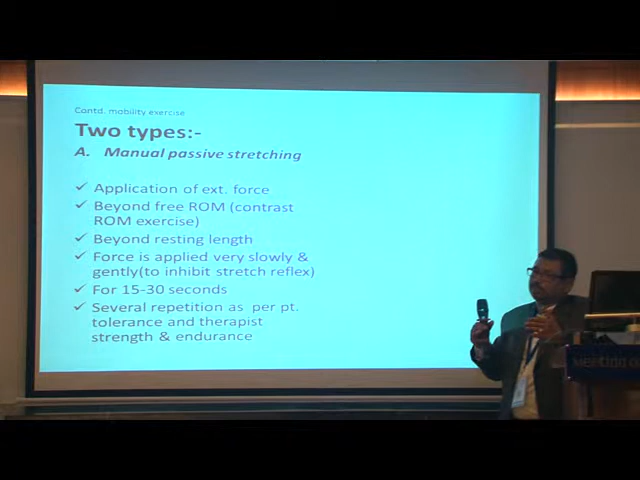 Contd. mobility exercise
Two types:-
A. Manual passive stretching
✓ Application of ext. force
✓ Beyond free ROM (contrast
ROM exercise)
✓ Beyond resting length
✓ Force is applied very slowly &
gently(to inhibit stretch reflex)
✓ For 15-30 seconds
✓ Several repetition as per pt.
tolerance and therapist
strength & endurance